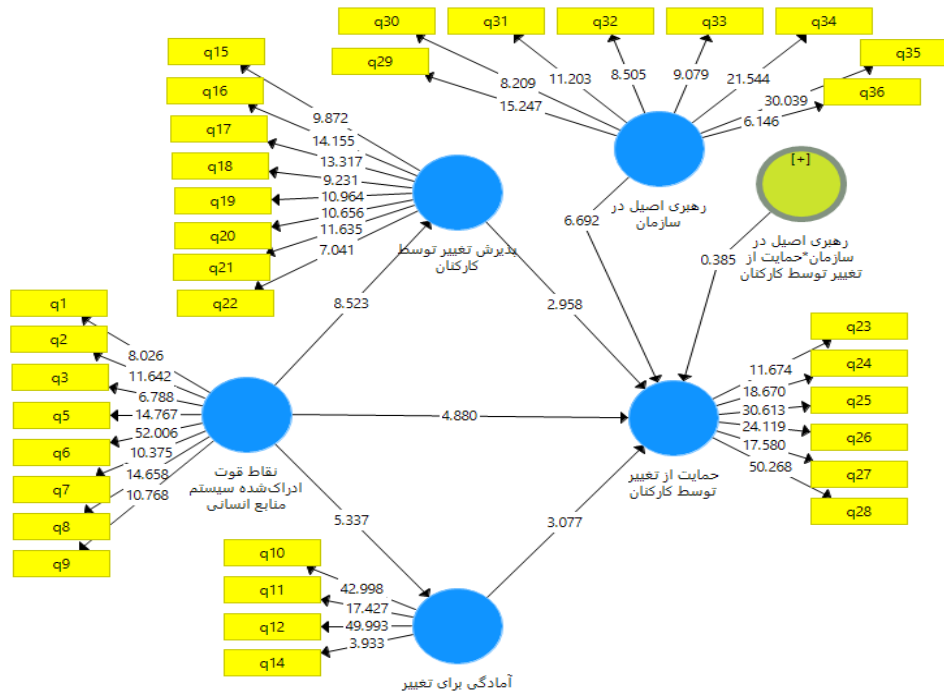 q30
q31
q32
q33
q34
q29
q35
q36
8.209
11.203
8.505
9.079
21.544
15.247
30.039
6.146
رهبری اصیل در
سازمان
[+]
رهبری اصیل در
سازمان*حمایت از
تغییر توسط کارکنان
6.692
0.385
q15
q16
q17
q18
q19
q20
q21
q22
9.872
14.155
13.317
9.231
10.964
10.656
11.635
7.041
پذیرش تغییر توسط
کارکنان
8.523
2.958
q1
q2
q3
q5
q6
q7
q8
q9
8.026
11.642
6.788
14.767
52.006
10.375
14.658
10.768
نقاط قوت
ادراک‌شده سیستم
منابع انسانی
4.880
5.337
3.077
q23
q24
q25
q26
q27
q28
11.674
18.670
30.613
24.119
17.580
50.268
حمایت از تغییر
توسط کارکنان
q10
q11
q12
q14
42.998
17.427
49.993
3.933
آمادگی برای تغییر